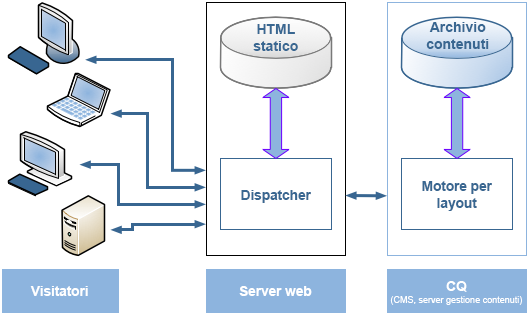 HTML
statico
Archivio
contenuti
Dispatcher
Motore per
layout
Visitatori
Server web
CQ
(CMS, server gestione contenuti)